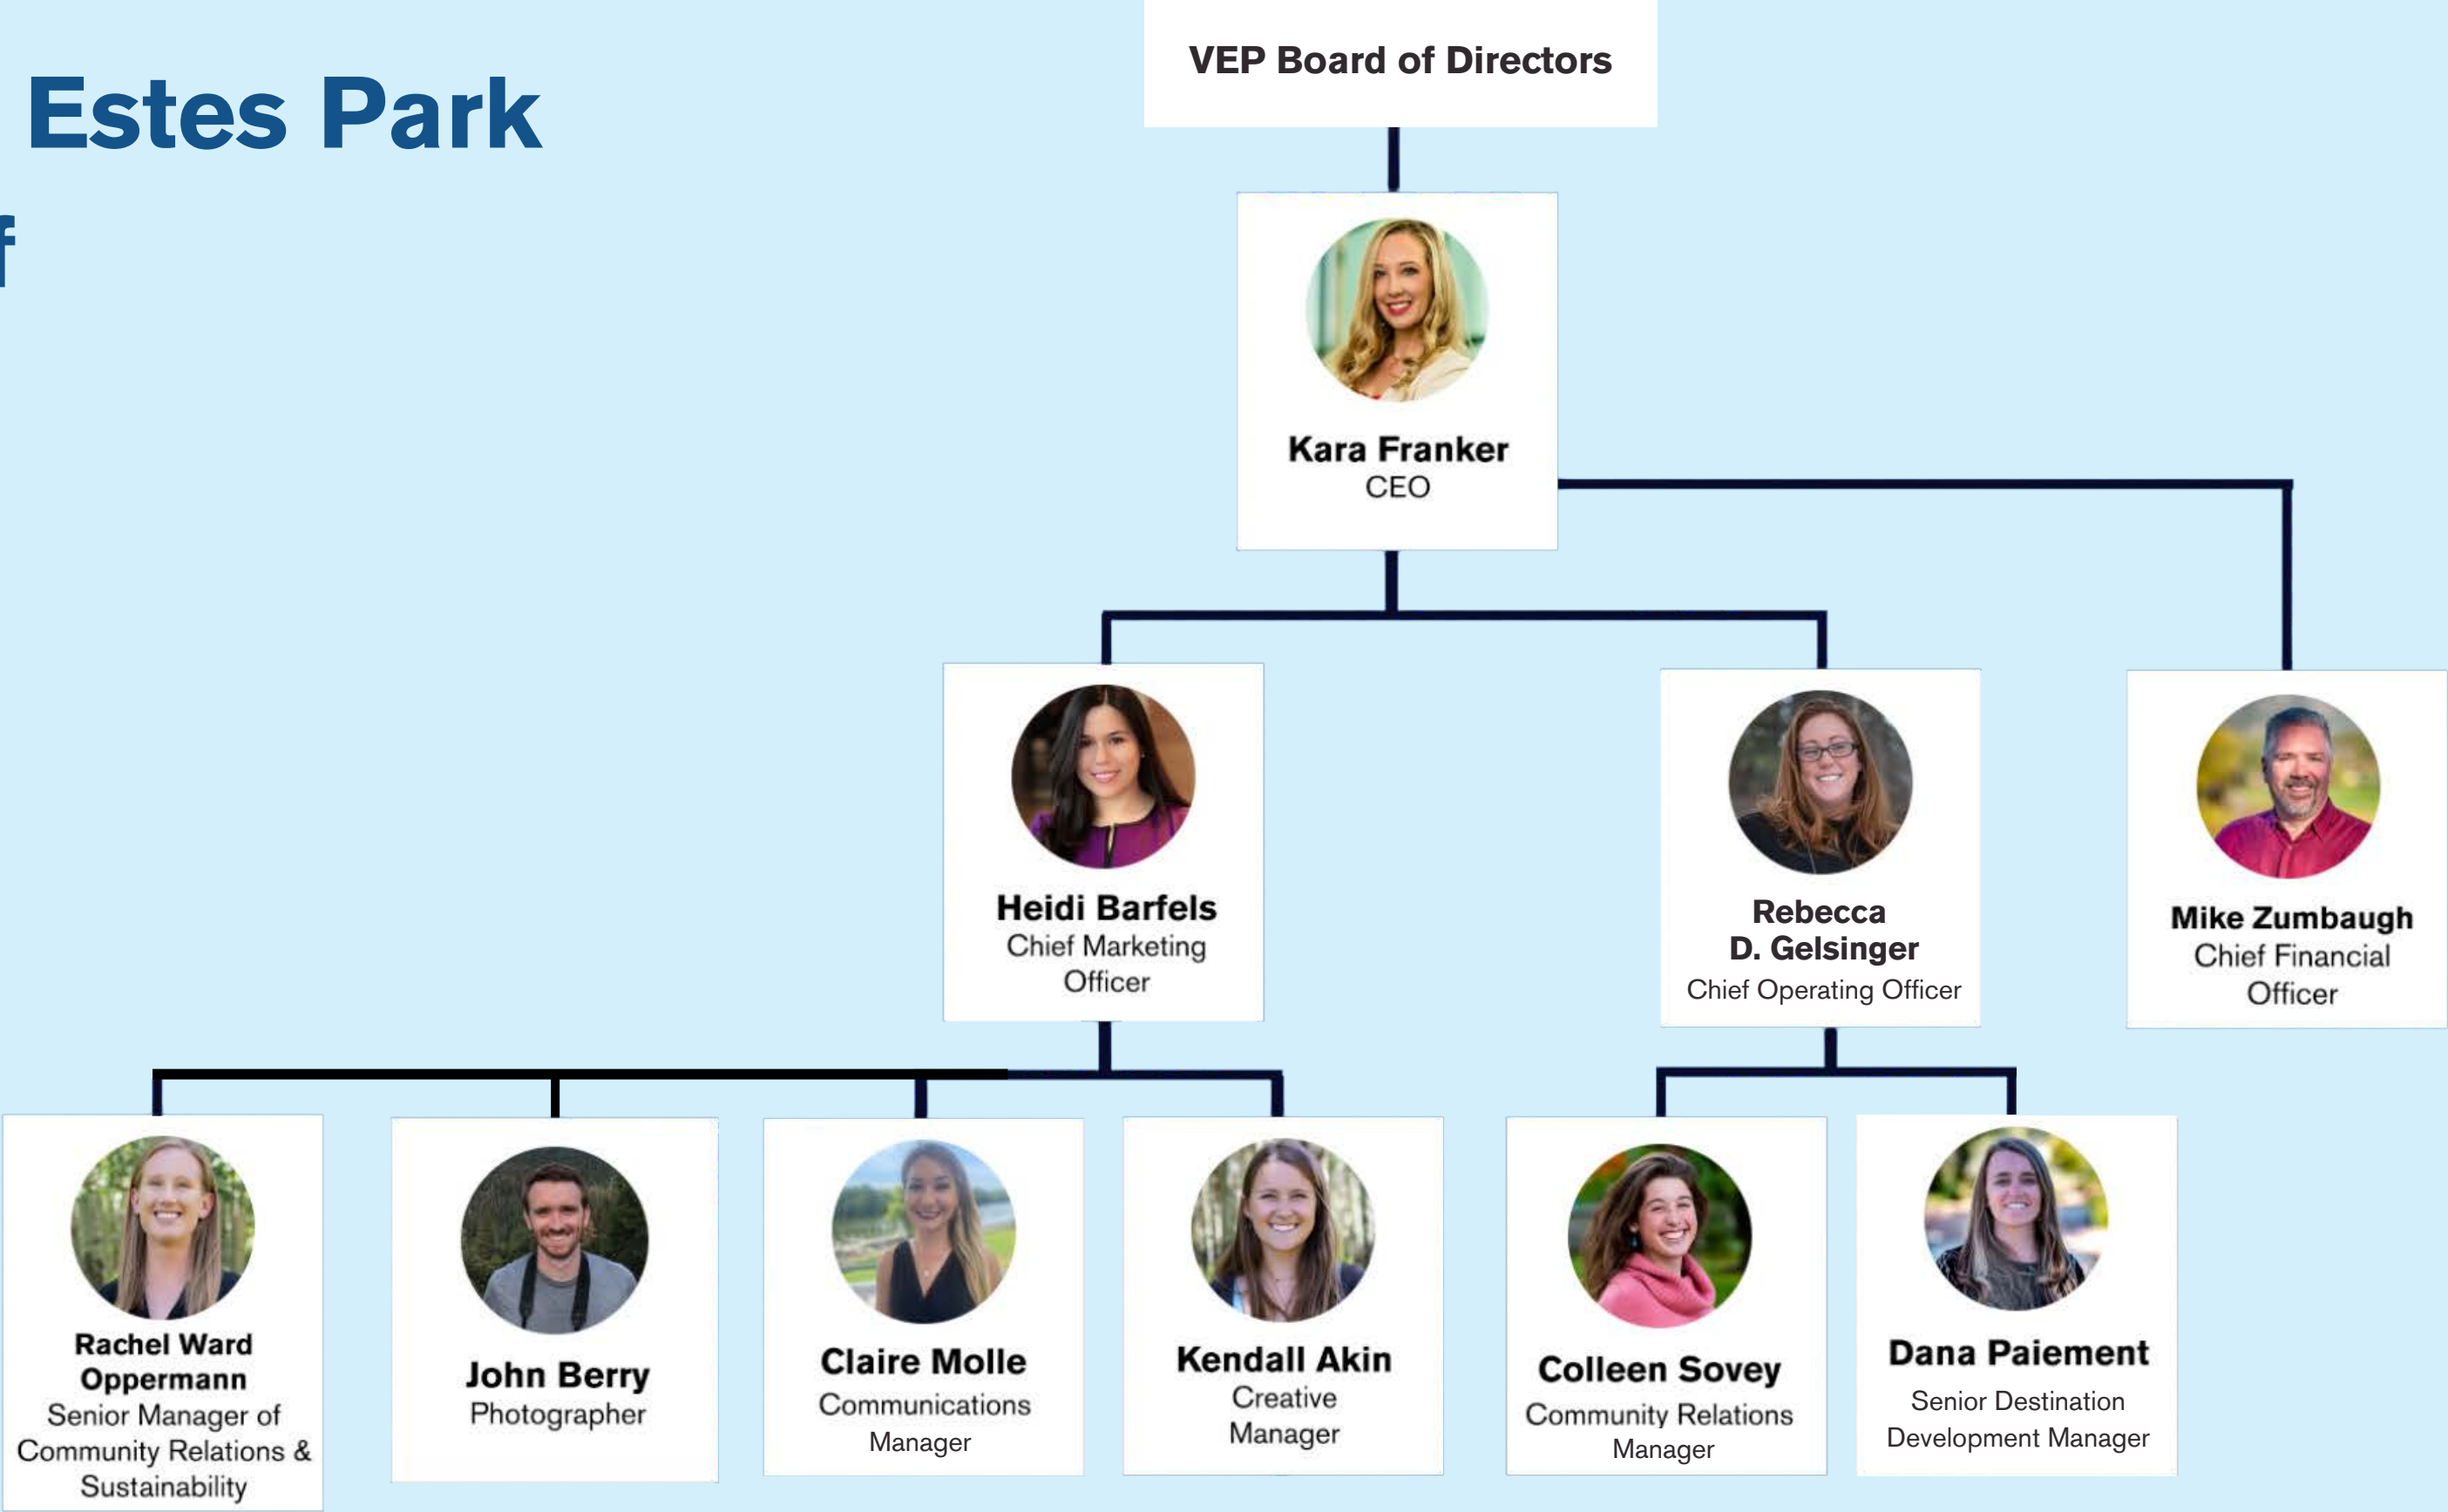 Estes Park
f
VEP Board of Directors
Kara Franker
CEO
Heidi Barfels
Chief Marketing
Officer
Rebecca
D. Gelsinger
Chief Operating Officer
Mike Zumbaugh
Chief Financial
Officer
Rachel Ward
Oppermann
Senior Manager of
Community Relations &
Sustainability
John Berry
Photographer
Claire Molle
Communications
Manager
Kendall Akin
Creative
Manager
Colleen Sovey
Community Relations
Manager
Dana Paiement
Senior Destination
Development Manager